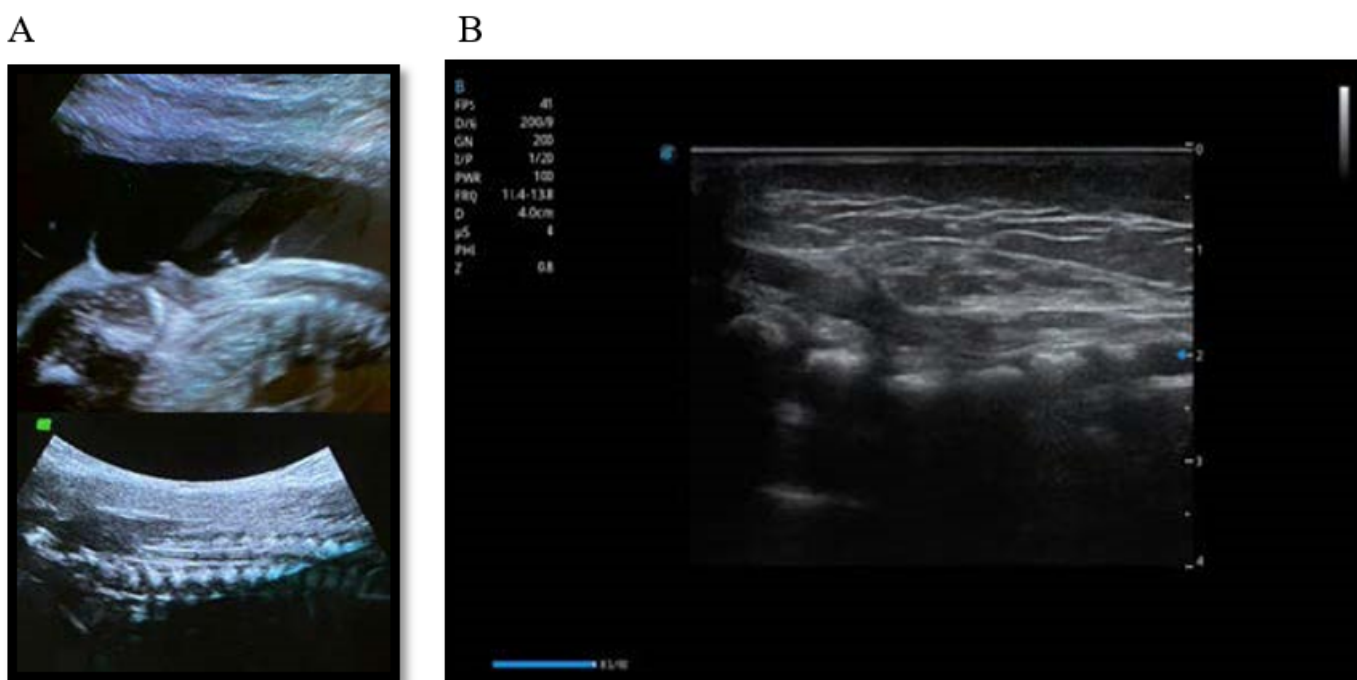 A
B
B
FPS 41
D/G 200/9
GN 200
I/P 1/20
PWR 100
FRQ 11.4-13.8
D 4.0cm
µS 4
PHI
Z 0.8
0
1
2
3
4